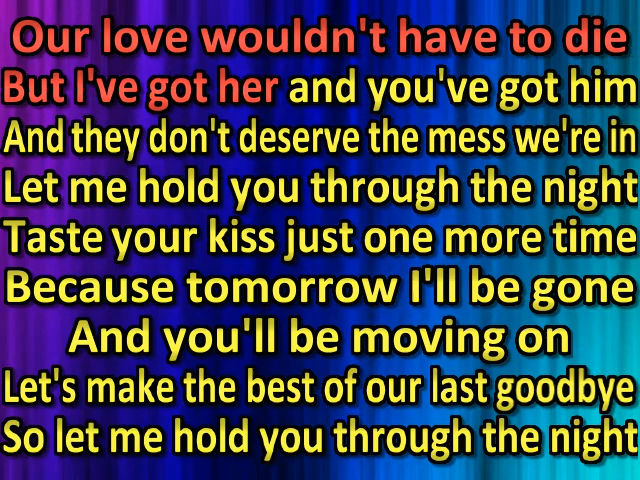 Our love wouldn't have to die
But I've got her and you've got him
And they don't deserve the mess we're in
Let me hold you through the night
Taste your kiss just one more time
Because tomorrow I'll be gone
And you'll be moving on
Let's make the best of our last goodbye
So let me hold you through the night